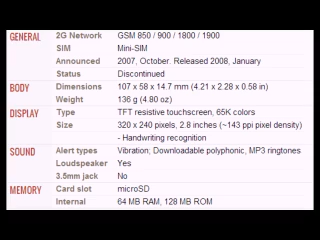 GENERAL 2G Network GSM 850 / 900 / 1800 / 1900
SIM Mini-SIM
Announced 2007, October. Released 2008, January
Status Discontinued
BODY Dimensions 107 x 58 x 14.7 mm (4.21 x 2.28 x 0.58 in)
Weight 136 g (4.80 oz)
DISPLAY Type TFT resistive touchscreen, 65K colors
Size 320 x 240 pixels, 2.8 inches (~143 ppi pixel density)
- Handwriting recognition
SOUND Alert types Vibration; Downloadable polyphonic, MP3 ringtones
Loudspeaker Yes
3.5mm jack No
MEMORY Card slot microSD
Internal 64 MB RAM, 128 MB ROM